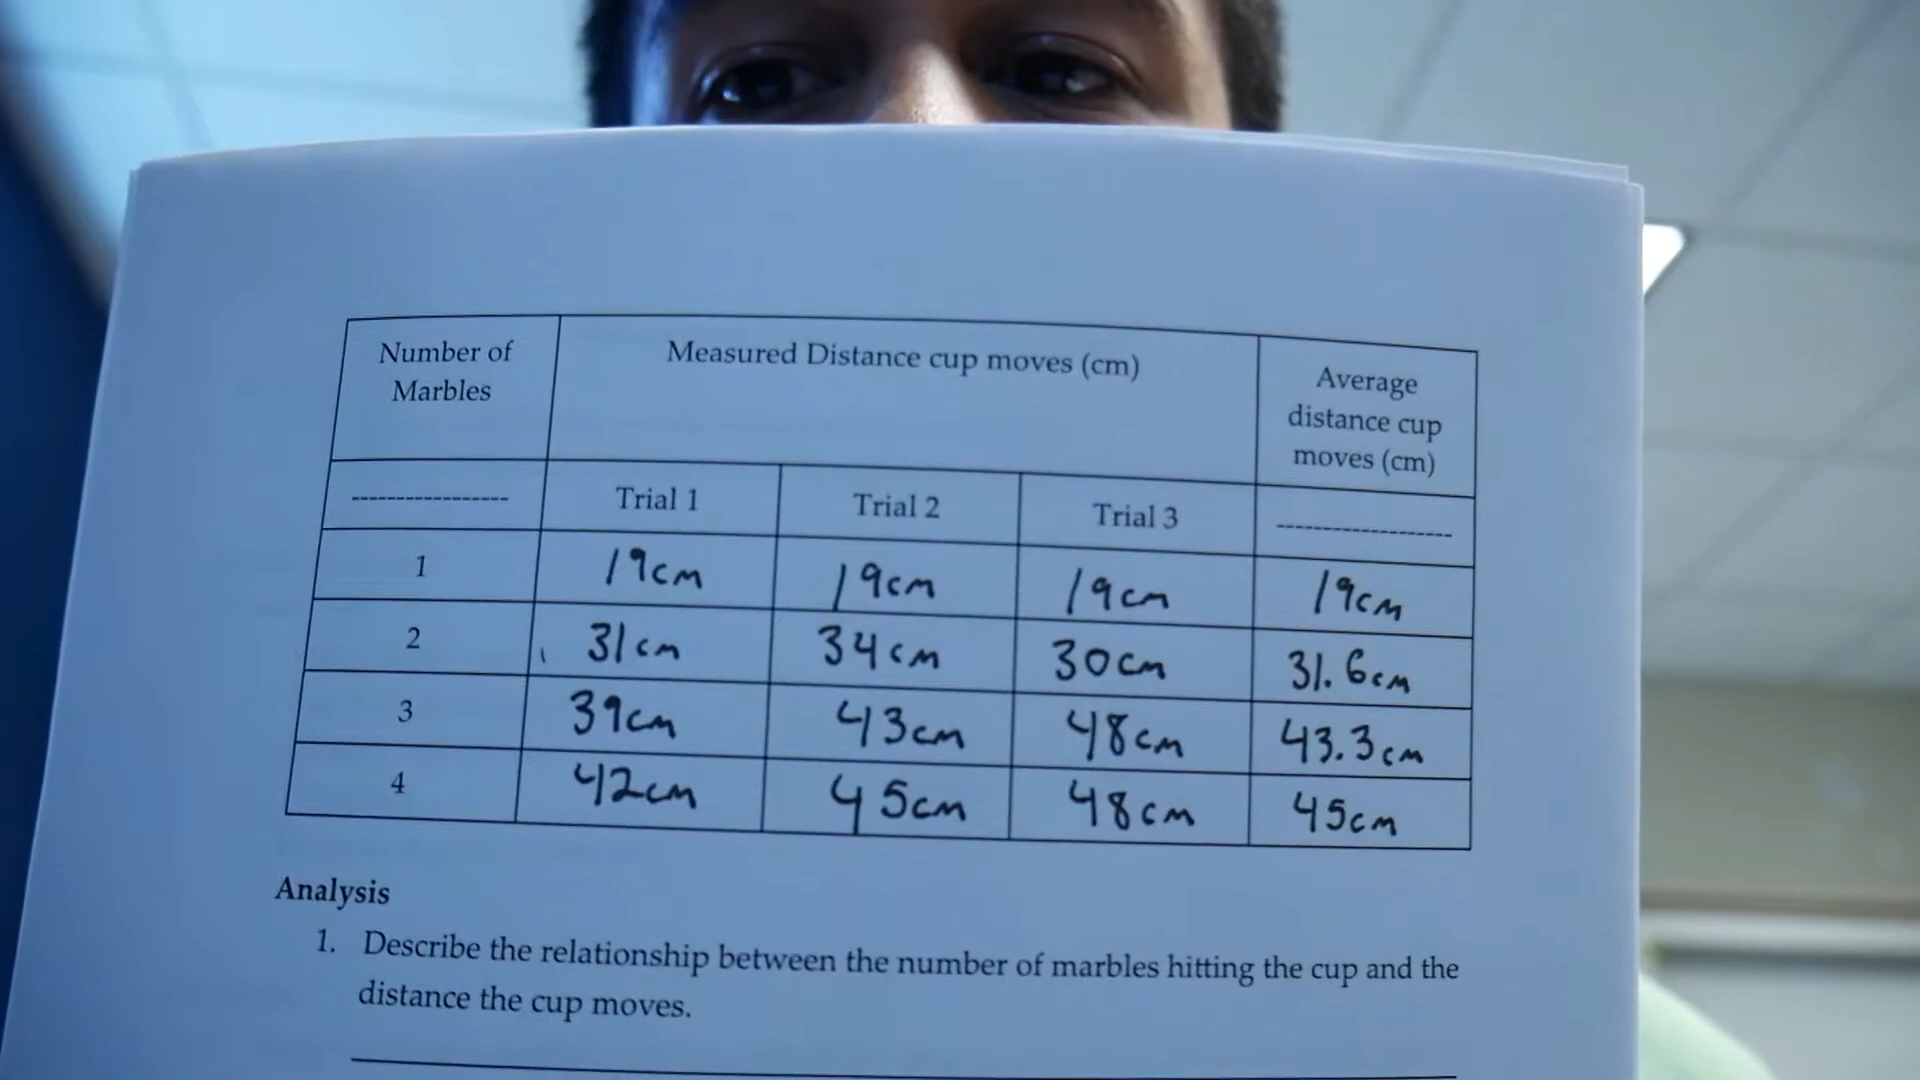 Number of Marbles
Measured Distance cup moves (cm)
Average distance cup moves (cm)
----------------- Trial 1 Trial 2 Trial 3 -----------------
1 19cm 19cm 19cm 19cm
2 31cm 34cm 30cm 31.6cm
3 39cm 43cm 48cm 43.3cm
4 42cm 45cm 48cm 45cm
Analysis
1. Describe the relationship between the number of marbles hitting the cup and the
distance the cup moves.